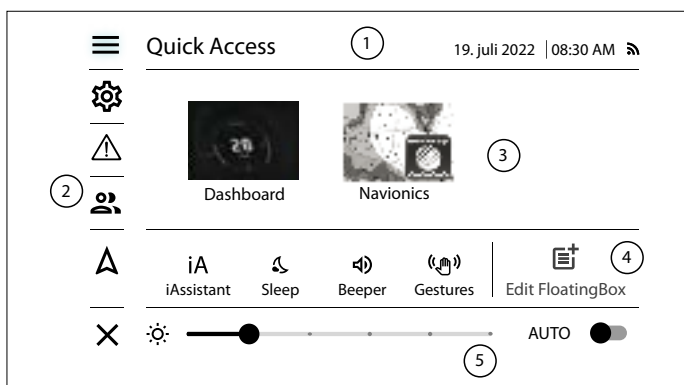 Quick Access
1
19. juli 2022 | 08:30 AM
3
Dashboard
Navionics
2
4
iA
iAssistant
Sleep
Beeper
Gestures
Edit FloatingBox
AUTO
5